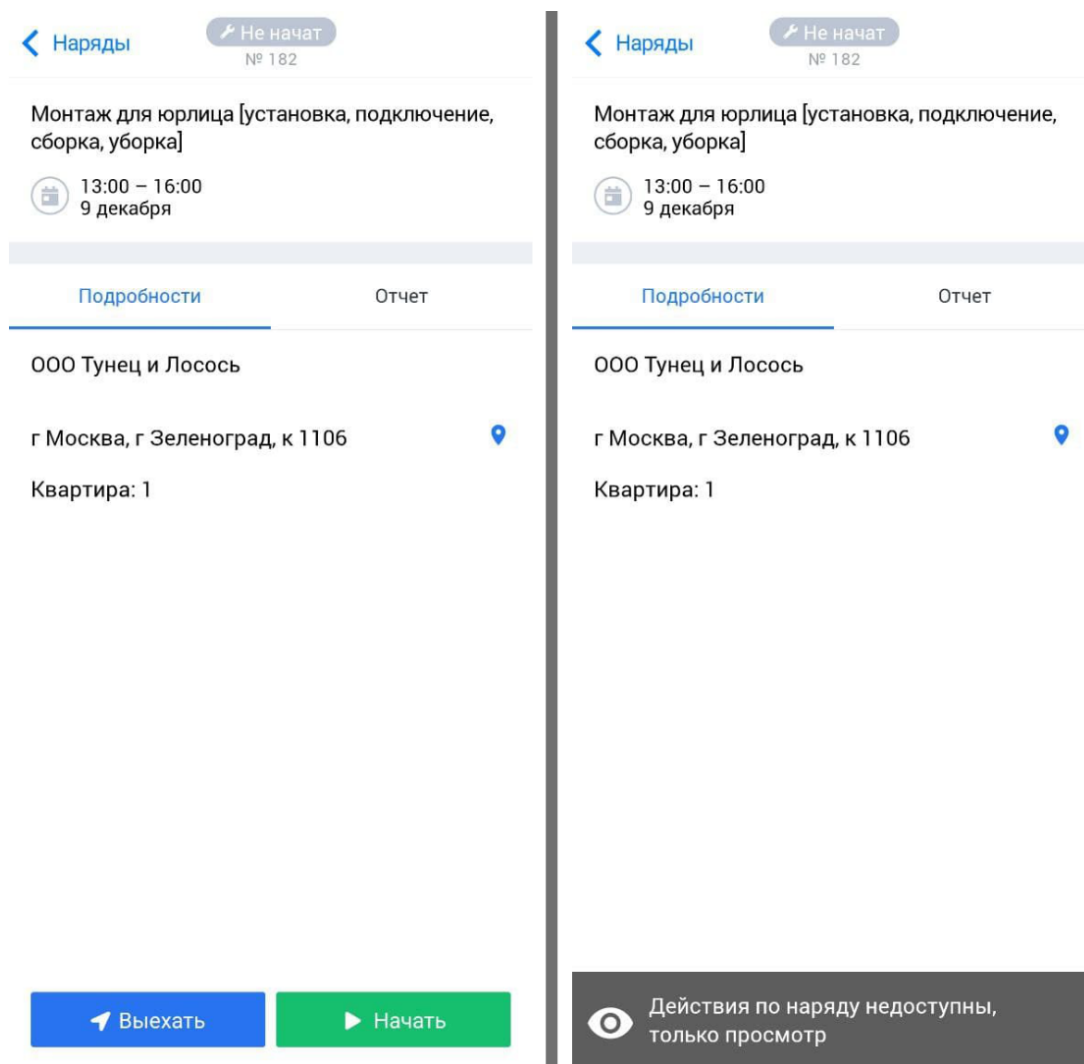 Наряды
Не начат
№ 182
Монтаж для юрлица [установка, подключение,
сборка, уборка]
13:00 – 16:00
9 декабря
Подробности
Отчет
ООО Тунец и Лосось
г Москва, г Зеленоград, к 1106
Квартира: 1
Выехать
Начать
Наряды
Не начат
№ 182
Монтаж для юрлица [установка, подключение,
сборка, уборка]
13:00 – 16:00
9 декабря
Подробности
Отчет
ООО Тунец и Лосось
г Москва, г Зеленоград, к 1106
Квартира: 1
Действия по наряду недоступны,
только просмотр